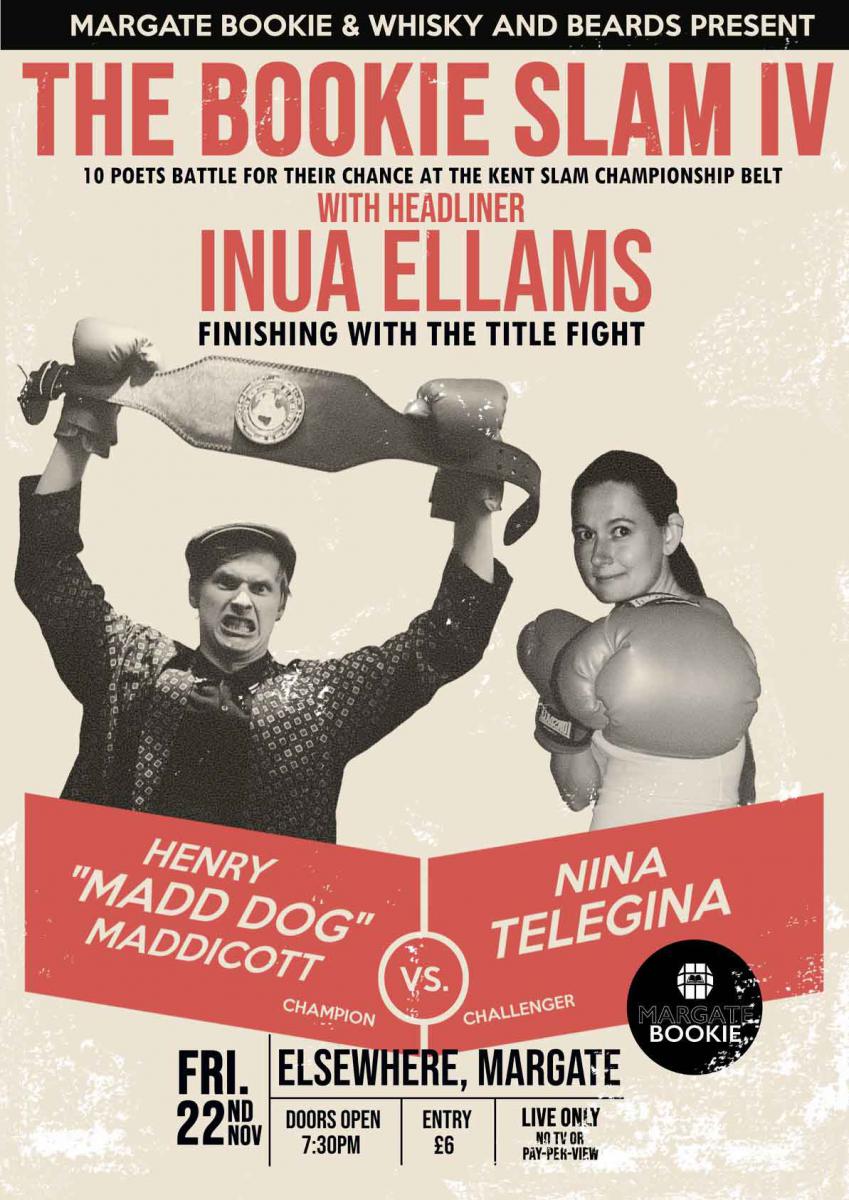 MARGATE BOOKIE & WHISKY AND BEARDS PRESENT
THE BOOKIE SLAM IV
10 POETS BATTLE FOR THEIR CHANCE AT THE KENT SLAM CHAMPIONSHIP BELT
WITH HEADLINER
INUA ELLAMS
FINISHING WITH THE TITLE FIGHT
HENRY
"MADD DOG"
MADDICOTT
CHAMPION
VS.
NINA
TELEGINA
CHALLENGER
MARGATE
BOOKIE
FRI.
22ND
NOV
ELSEWHERE, MARGATE
DOORS OPEN
7:30PM
ENTRY
£6
LIVE ONLY
NO TV OR
PAY-PER-VIEW